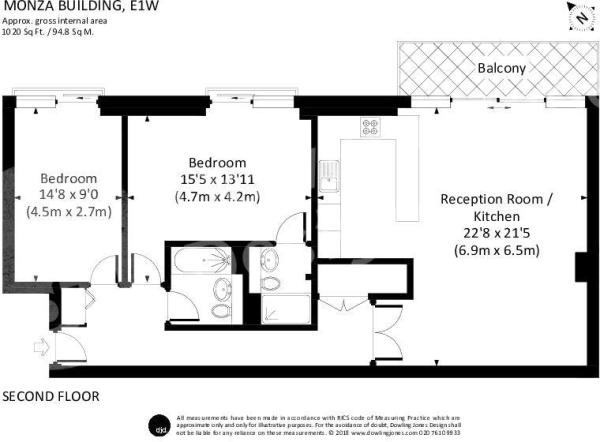 MONZA BUILDING, E1W
Approx. gross internal area
1020 Sq Ft. / 94.8 Sq M.
N
Balcony
Bedroom
14'8 x 9'0
(4.5m x 2.7m)
Bedroom
15'5 x 13'11
(4.7m x 4.2m)
Reception Room /
Kitchen
22'8 x 21'5
(6.9m x 6.5m)
SECOND FLOOR
djd
All measurements have been made in accordance with RICS code of Measuring Practice which are
approximate only and only for illustrative purposes. For the avoidance of doubt, Dowling Jones Design shall
not be liable for any reliance on these measurements. © 2018 www.dowlingjones.com 020 7610 9933